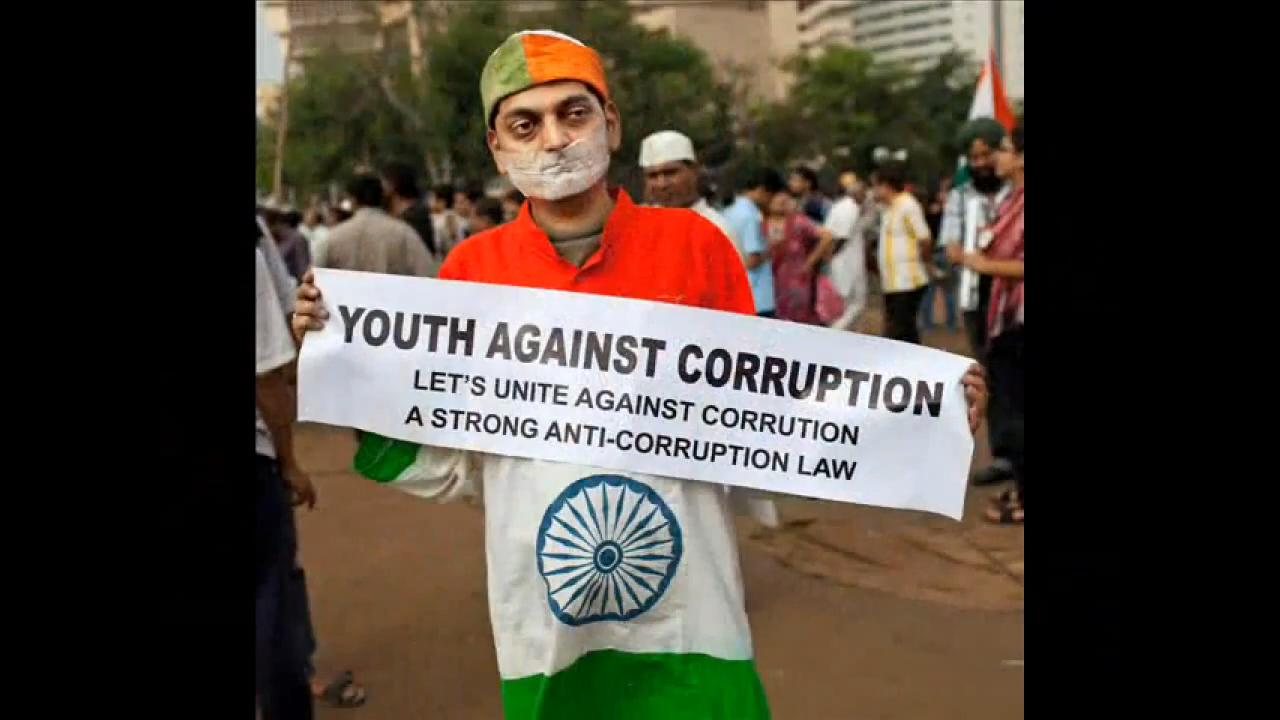 YOUTH AGAINST CORRUPTION
LET'S UNITE AGAINST CORRUTION
A STRONG ANTI-CORRUPTION LAW